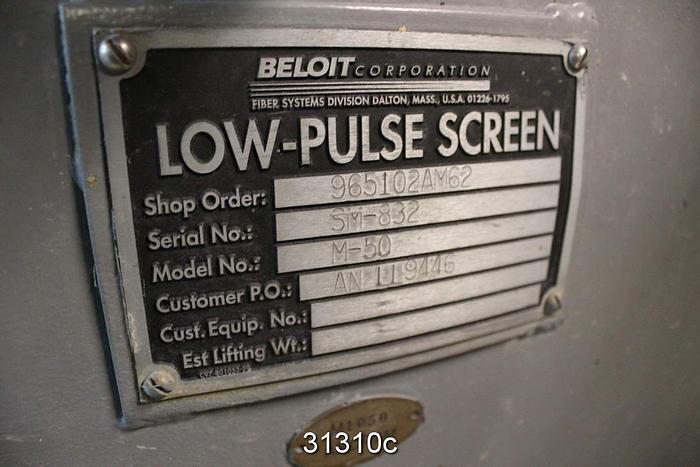 BELOIT CORPORATION
FIBER SYSTEMS DIVISION DALTON, MASS., U.S.A. 01226-1795
LOW-PULSE SCREEN
Shop Order: 965102AM62
Serial No.: SM-832
Model No.: M-50
Customer P.O.: AN LL9446
Cust. Equip. No.:
Est Lifting Wt.:
31310c